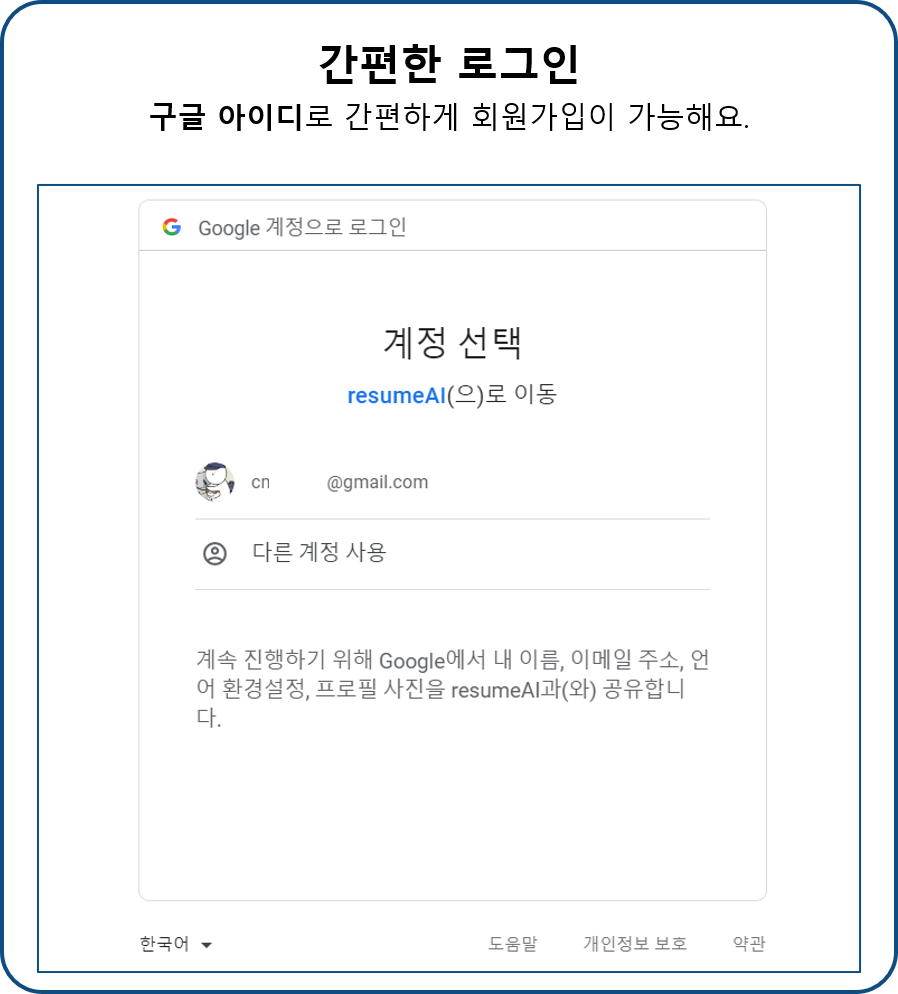 간편한 로그인
구글 아이디로 간편하게 회원가입이 가능해요.
Google 계정으로 로그인
계정 선택
resumeAI(으)로 이동
cn @gmail.com
다른 계정 사용
계속 진행하기 위해 Google에서 내 이름, 이메일 주소, 언
어 환경설정, 프로필 사진을 resumeAI과(와) 공유합니
다.
한국어 도움말 개인정보 보호 약관